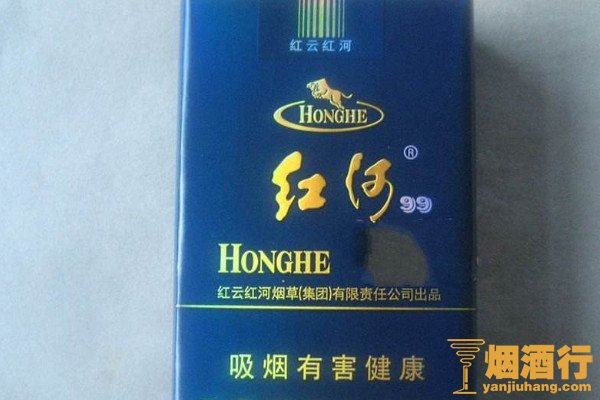 红云红河
HONGHE
红河® 99
HONGHE
红云红河烟草(集团)有限责任公司出品
吸烟有害健康
烟酒行
yanjiuhang.com